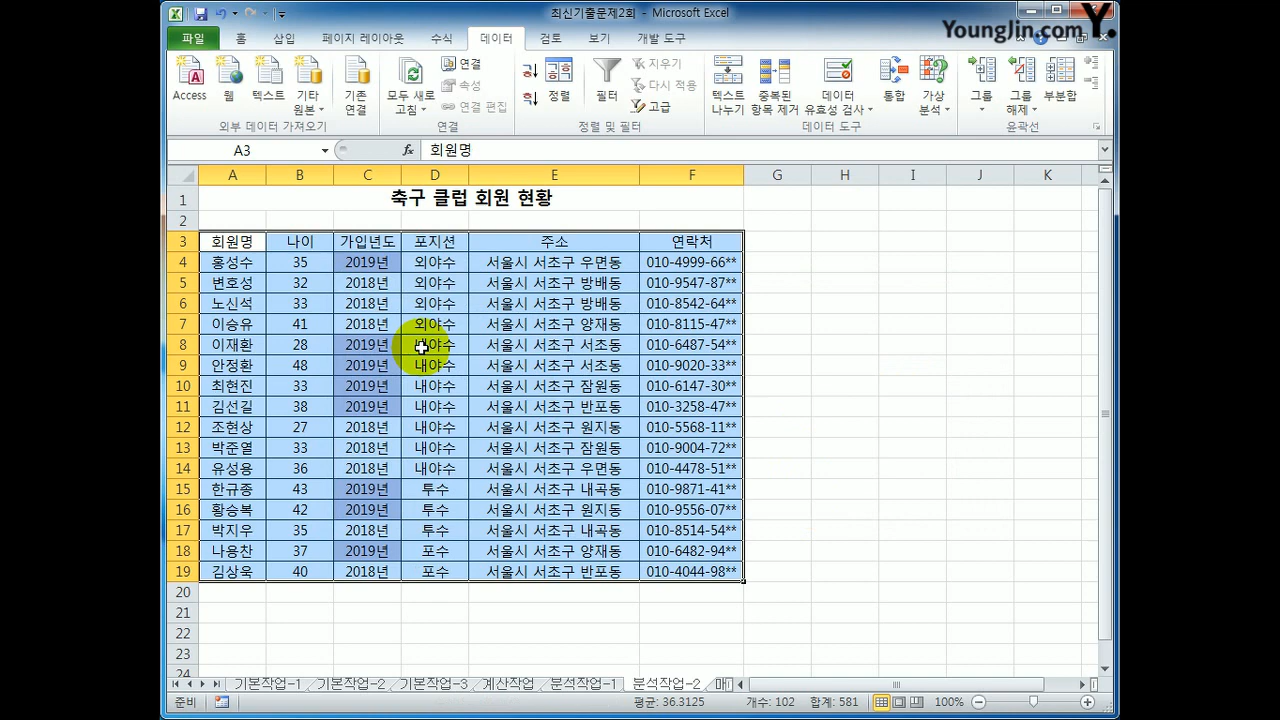 최신기출문제2회 - Microsoft Excel
YoungJin.com Y.
파일 홈 삽입 페이지 레이아웃 수식 데이터 검토 보기 개발 도구
Access 웹 텍스트 기타 원본 기존 연결 모두 새로 고침 연결 속성 연결 편집 정렬 필터 지우기 다시 적용 고급 텍스트 나누기 중복된 항목 제거 데이터 유효성 검사 통합 가상 분석 그룹 그룹 해제 부분합
외부 데이터 가져오기 연결 정렬 및 필터 데이터 도구 윤곽선
A3 fx 회원명
A B C D E F G H I J K
1 축구 클럽 회원 현황
2
3 회원명 나이 가입년도 포지션 주소 연락처
4 홍성수 35 2019년 외야수 서울시 서초구 우면동 010-4999-66**
5 변호성 32 2018년 외야수 서울시 서초구 방배동 010-9547-87**
6 노신석 33 2018년 외야수 서울시 서초구 방배동 010-8542-64**
7 이승유 41 2018년 외야수 서울시 서초구 양재동 010-8115-47**
8 이재환 28 2019년 내야수 서울시 서초구 서초동 010-6487-54**
9 안정환 48 2019년 내야수 서울시 서초구 서초동 010-9020-33**
10 최현진 33 2019년 내야수 서울시 서초구 잠원동 010-6147-30**
11 김선길 38 2019년 내야수 서울시 서초구 반포동 010-3258-47**
12 조현상 27 2018년 내야수 서울시 서초구 원지동 010-5568-11**
13 박준열 33 2018년 내야수 서울시 서초구 잠원동 010-9004-72**
14 유성용 36 2018년 내야수 서울시 서초구 우면동 010-4478-51**
15 한규종 43 2019년 투수 서울시 서초구 내곡동 010-9871-41**
16 황승복 42 2019년 투수 서울시 서초구 원지동 010-9556-07**
17 박지우 35 2018년 투수 서울시 서초구 내곡동 010-8514-54**
18 나용찬 37 2019년 포수 서울시 서초구 양재동 010-6482-94**
19 김상욱 40 2018년 포수 서울시 서초구 반포동 010-4044-98**
20
21
22
23
24
기본작업-1 기본작업-2 기본작업-3 계산작업 분석작업-1 분석작업-2
준비 평균: 36.3125 개수: 102 합계: 581 100%